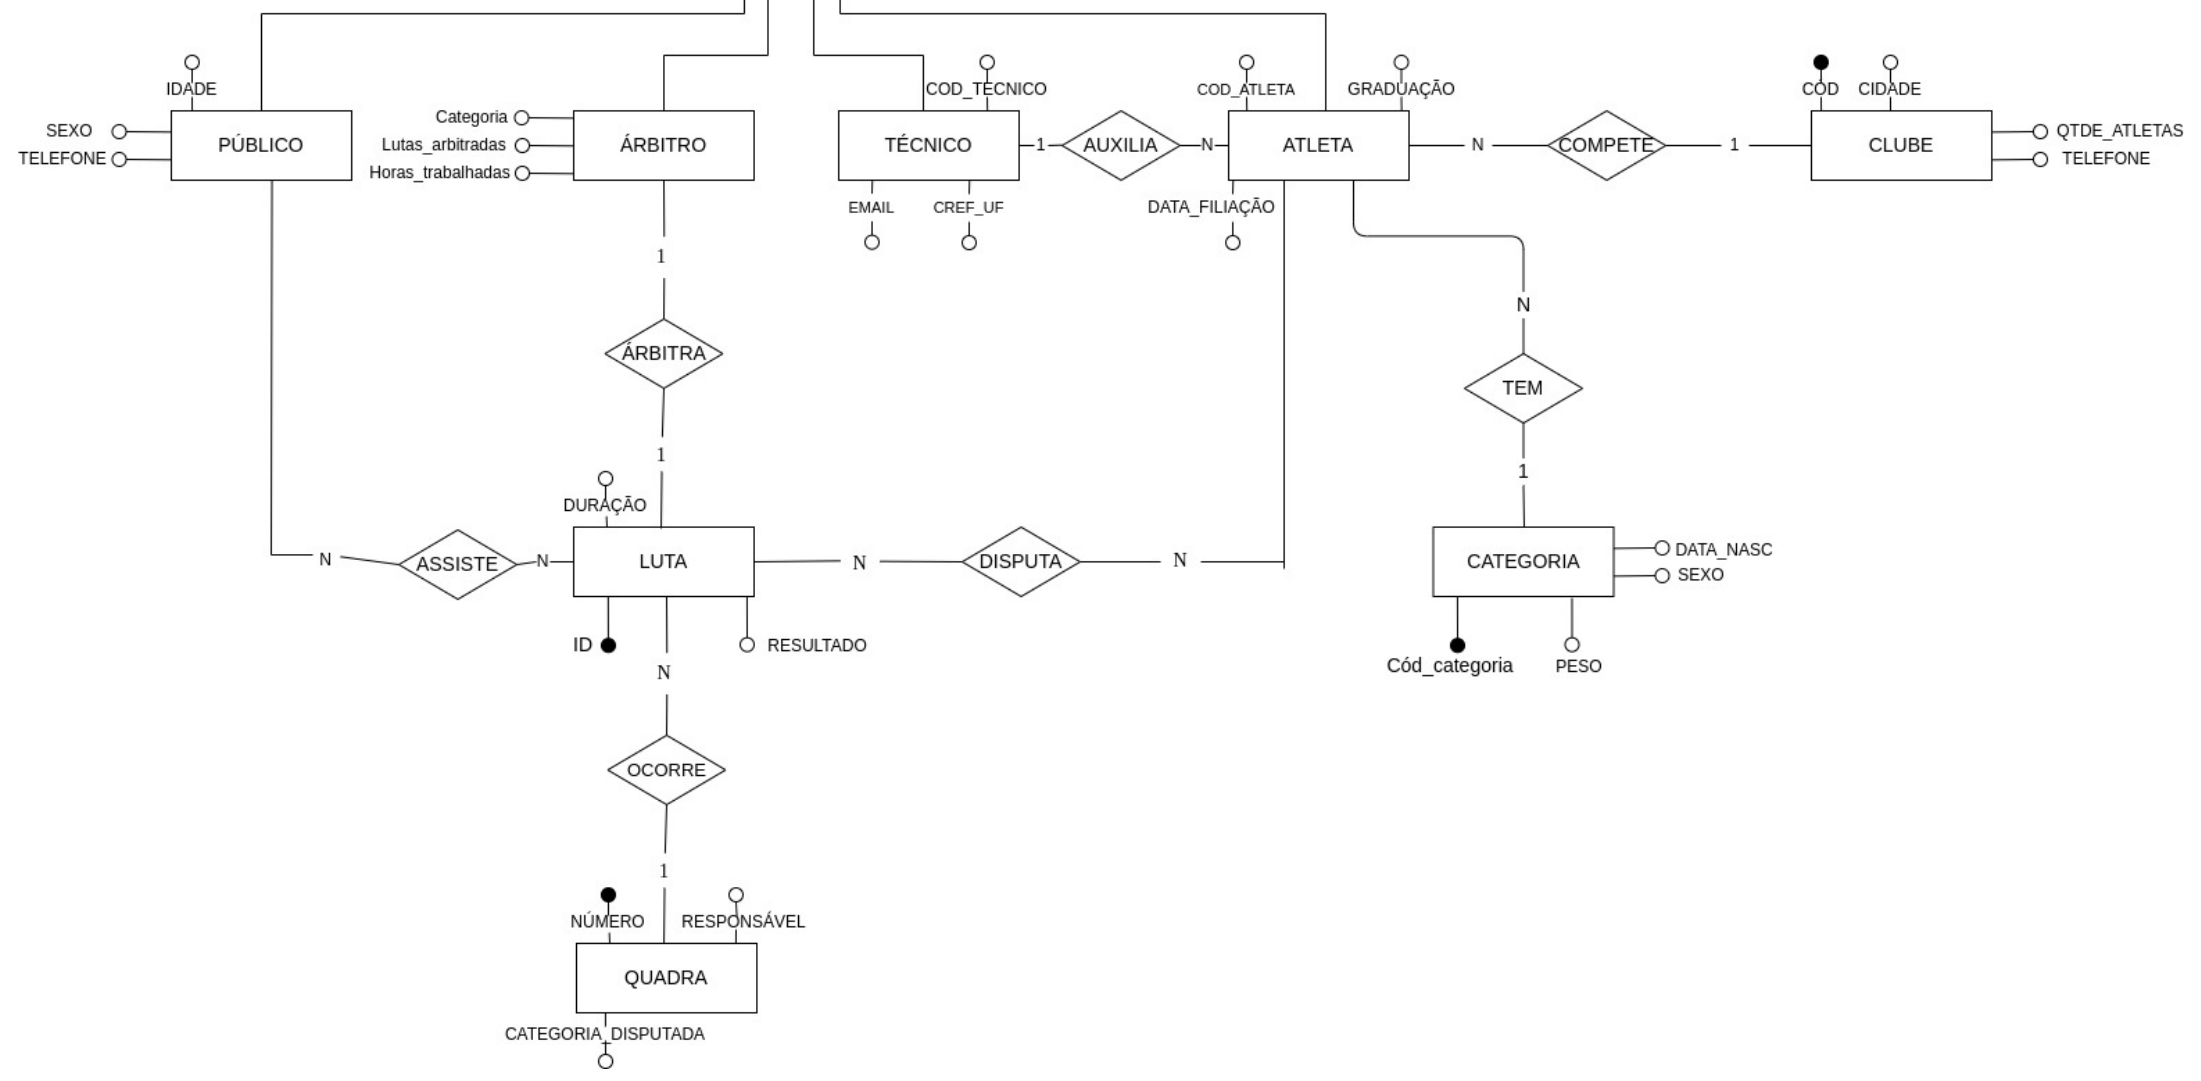 IDADE
SEXO
TELEFONE
PÚBLICO
Categoria
Lutas_arbitradas
Horas_trabalhadas
ÁRBITRO
COD_TECNICO
TÉCNICO
EMAIL
CREF_UF
1
AUXILIA
N
COD_ATLETA
GRADUAÇÃO
ATLETA
DATA_FILIAÇÃO
N
COMPETE
1
CÓD
CIDADE
CLUBE
QTDE_ATLETAS
TELEFONE
1
ÁRBITRA
1
N
TEM
1
DURAÇÃO
N
ASSISTE
N
LUTA
N
DISPUTA
N
CATEGORIA
DATA_NASC
SEXO
ID
RESULTADO
Cód_categoria
PESO
N
OCORRE
1
NÚMERO
RESPONSÁVEL
QUADRA
CATEGORIA_DISPUTADA